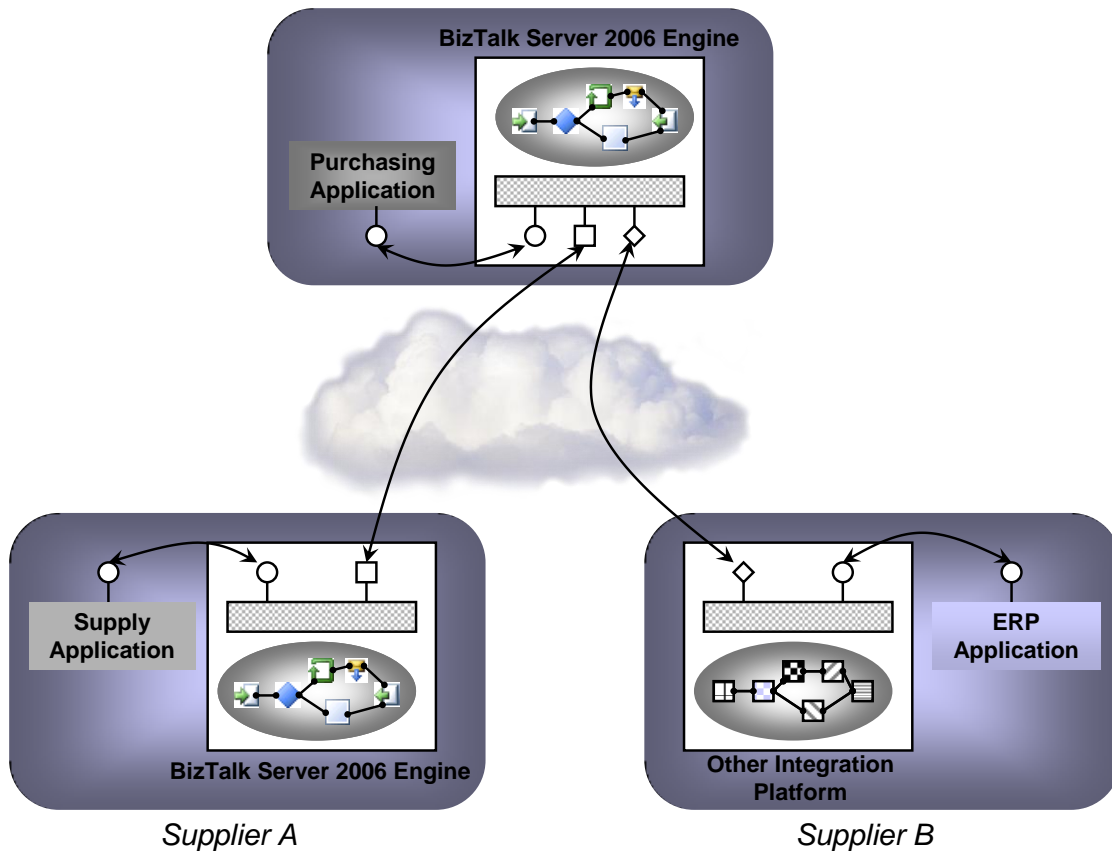 BizTalk Server 2006 Engine
Purchasing
Application
Supply
Application
BizTalk Server 2006 Engine
Supplier A
ERP
Application
Other Integration
Platform
Supplier B